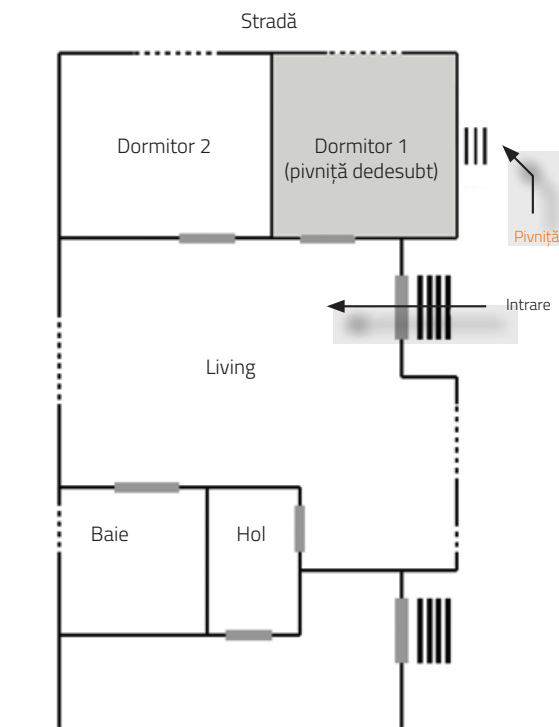 Stradă
Dormitor 2
Dormitor 1
(pivniță dedesubt)
Pivniță
Intrare
Living
Baie
Hol